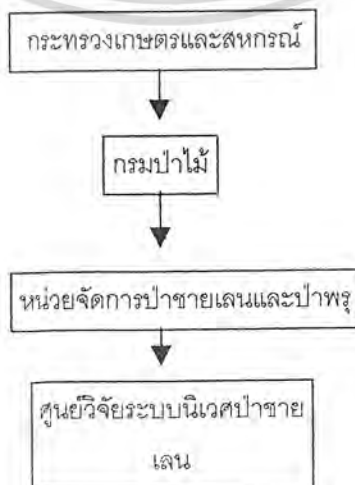 กระทรวงเกษตรและสหกรณ์
กรมป่าไม้
หน่วยจัดการป่าชายเลนและป่าพรุ
ศูนย์วิจัยระบบนิเวศป่าชาย
เลน